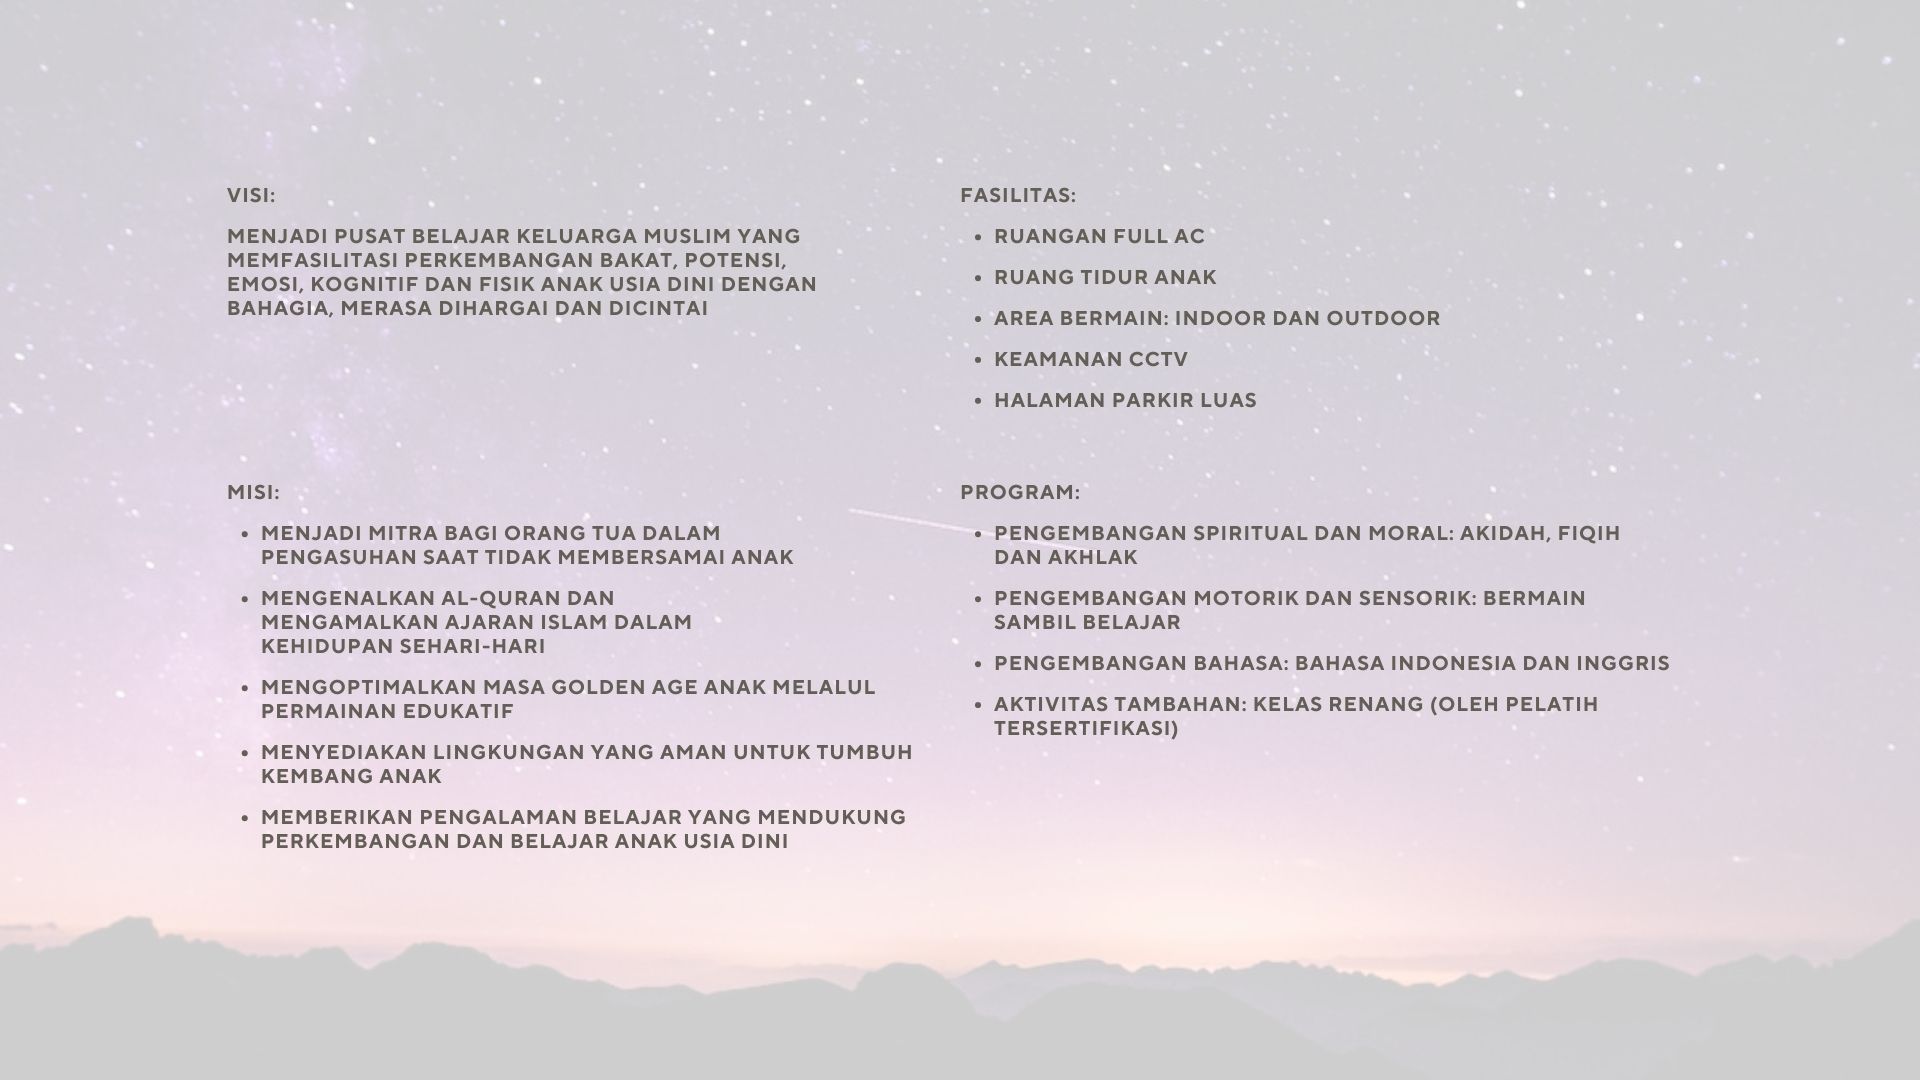 VISI:
MENJADI PUSAT BELAJAR KELUARGA MUSLIM YANG
MEMFASILITASI PERKEMBANGAN BAKAT, POTENSI,
EMOSI, KOGNITIF DAN FISIK ANAK USIA DINI DENGAN
BAHAGIA, MERASA DIHARGAI DAN DICINTAI
MISI:
• MENJADI MITRA BAGI ORANG TUA DALAM
PENGASUHAN SAAT TIDAK MEMBERSAMAI ANAK
• MENGENALKAN AL-QURAN DAN
MENGAMALKAN AJARAN ISLAM DALAM
KEHIDUPAN SEHARI-HARI
• MENGOPTIMALKAN MASA GOLDEN AGE ANAK MELALUL
PERMAINAN EDUKATIF
• MENYEDIAKAN LINGKUNGAN YANG AMAN UNTUK TUMBUH
KEMBANG ANAK
• MEMBERIKAN PENGALAMAN BELAJAR YANG MENDUKUNG
PERKEMBANGAN DAN BELAJAR ANAK USIA DINI
FASILITAS:
• RUANGAN FULL AC
• RUANG TIDUR ANAK
• AREA BERMAIN: INDOOR DAN OUTDOOR
• KEAMANAN CCTV
• HALAMAN PARKIR LUAS
PROGRAM:
• PENGEMBANGAN SPIRITUAL DAN MORAL: AKIDAH, FIQIH
DAN AKHLAK
• PENGEMBANGAN MOTORIK DAN SENSORIK: BERMAIN
SAMBIL BELAJAR
• PENGEMBANGAN BAHASA: BAHASA INDONESIA DAN INGGRIS
• AKTIVITAS TAMBAHAN: KELAS RENANG (OLEH PELATIH
TERSERTIFIKASI)